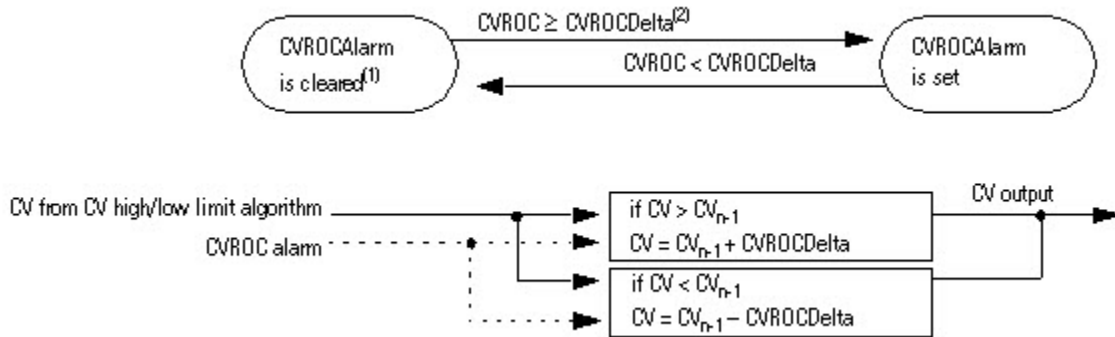 CVROCAlarm
is cleared(1)
CVROC ≥ CVROCDelta(2)
CVROC < CVROCDelta
CVROCAlarm
is set
CV from CV high/low limit algorithm
CVROC alarm
if CV > CVn-1
CV = CVn-1 + CVROCDelta
if CV < CVn-1
CV = CVn-1 – CVROCDelta
CV output